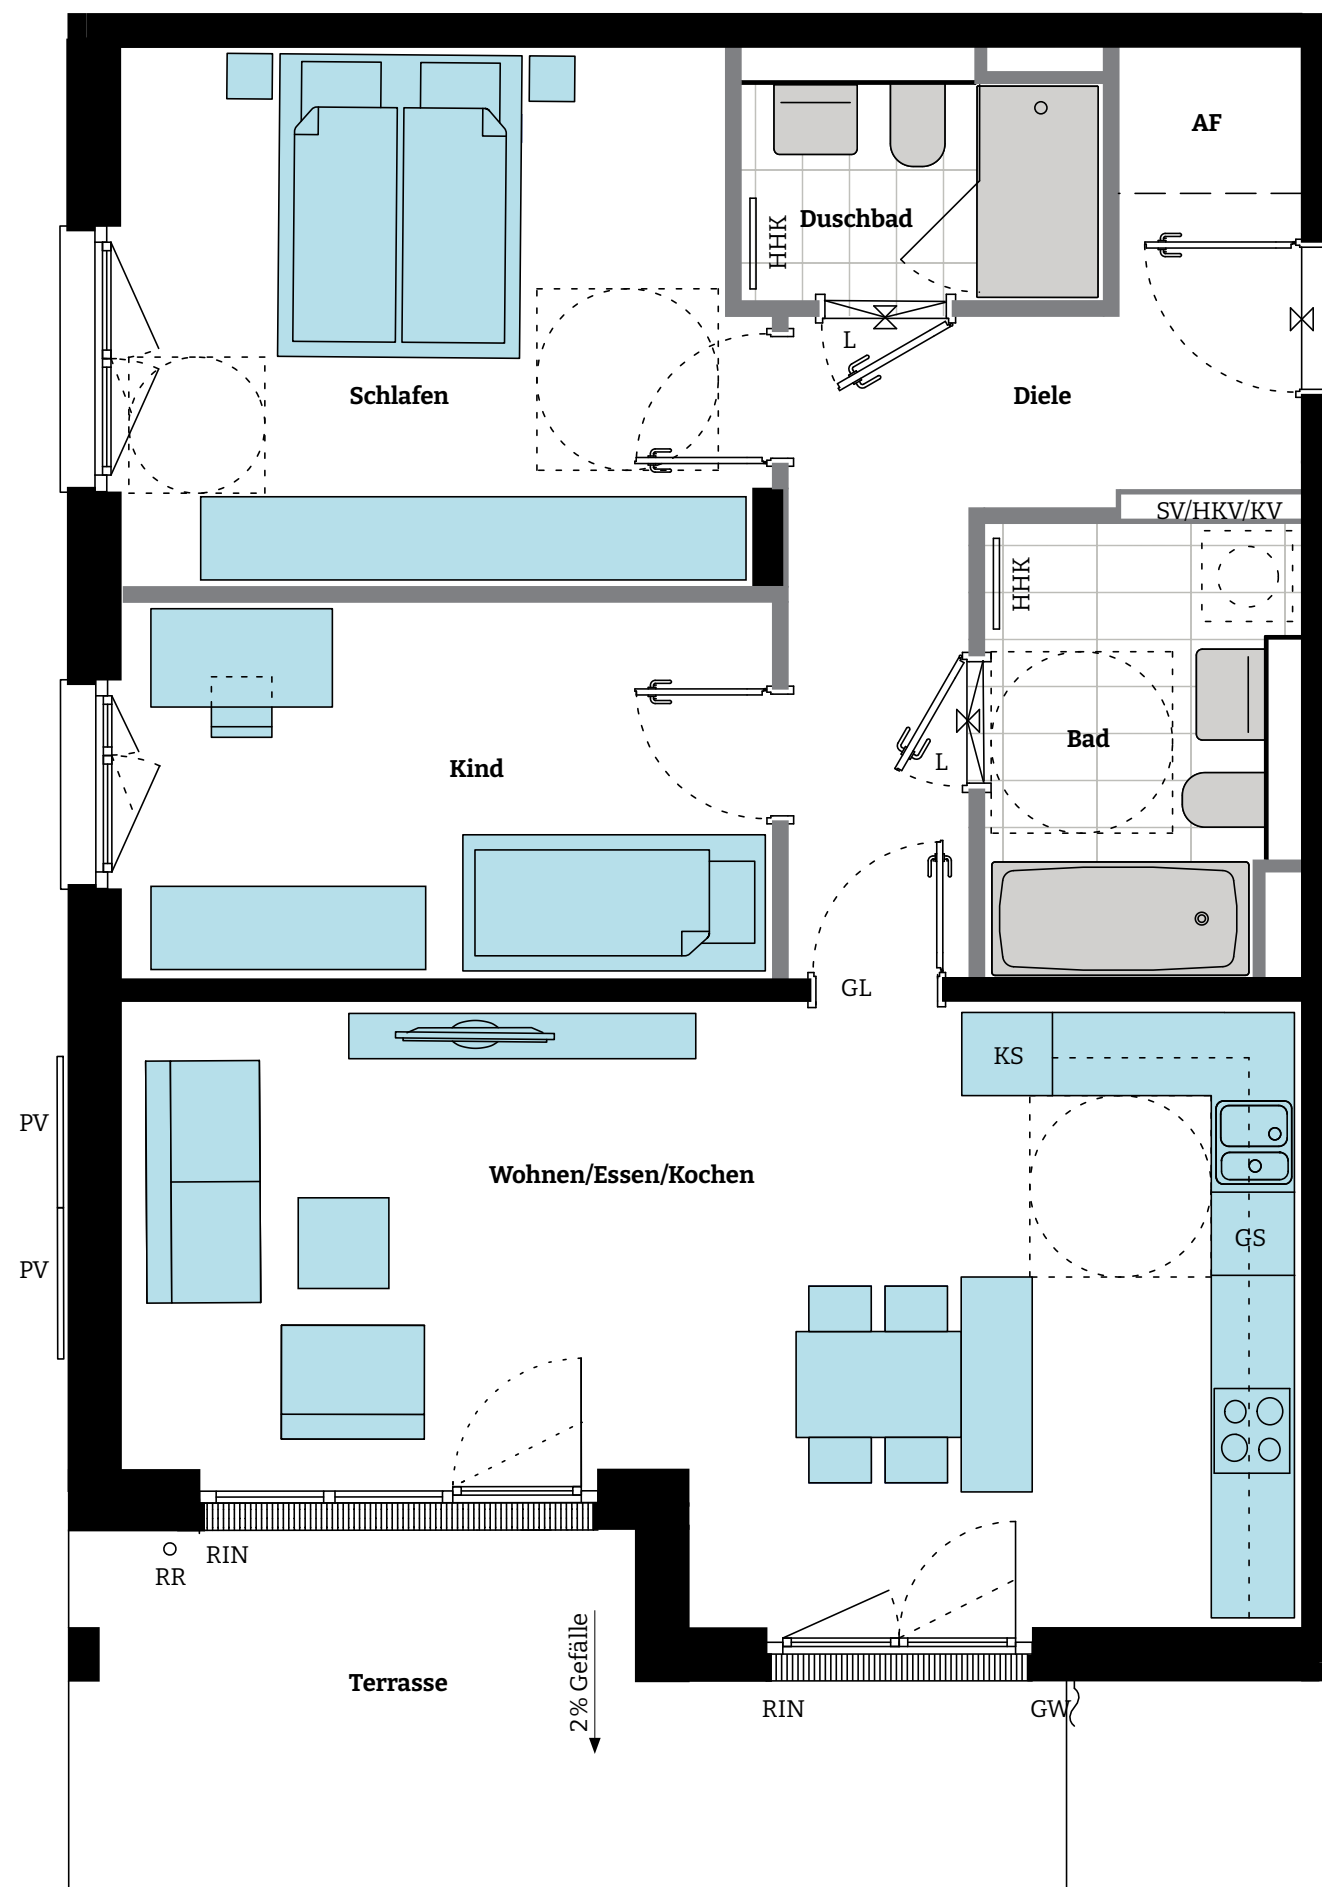 AF
Duschbad
HHK
L
Schlafen
Diele
SV/HKV/KV
HHK
Bad
L
Kind
GL
KS
PV
Wohnen/Essen/Kochen
GS
PV
RIN
RR
2% Gefälle
Terrasse
RIN
GW